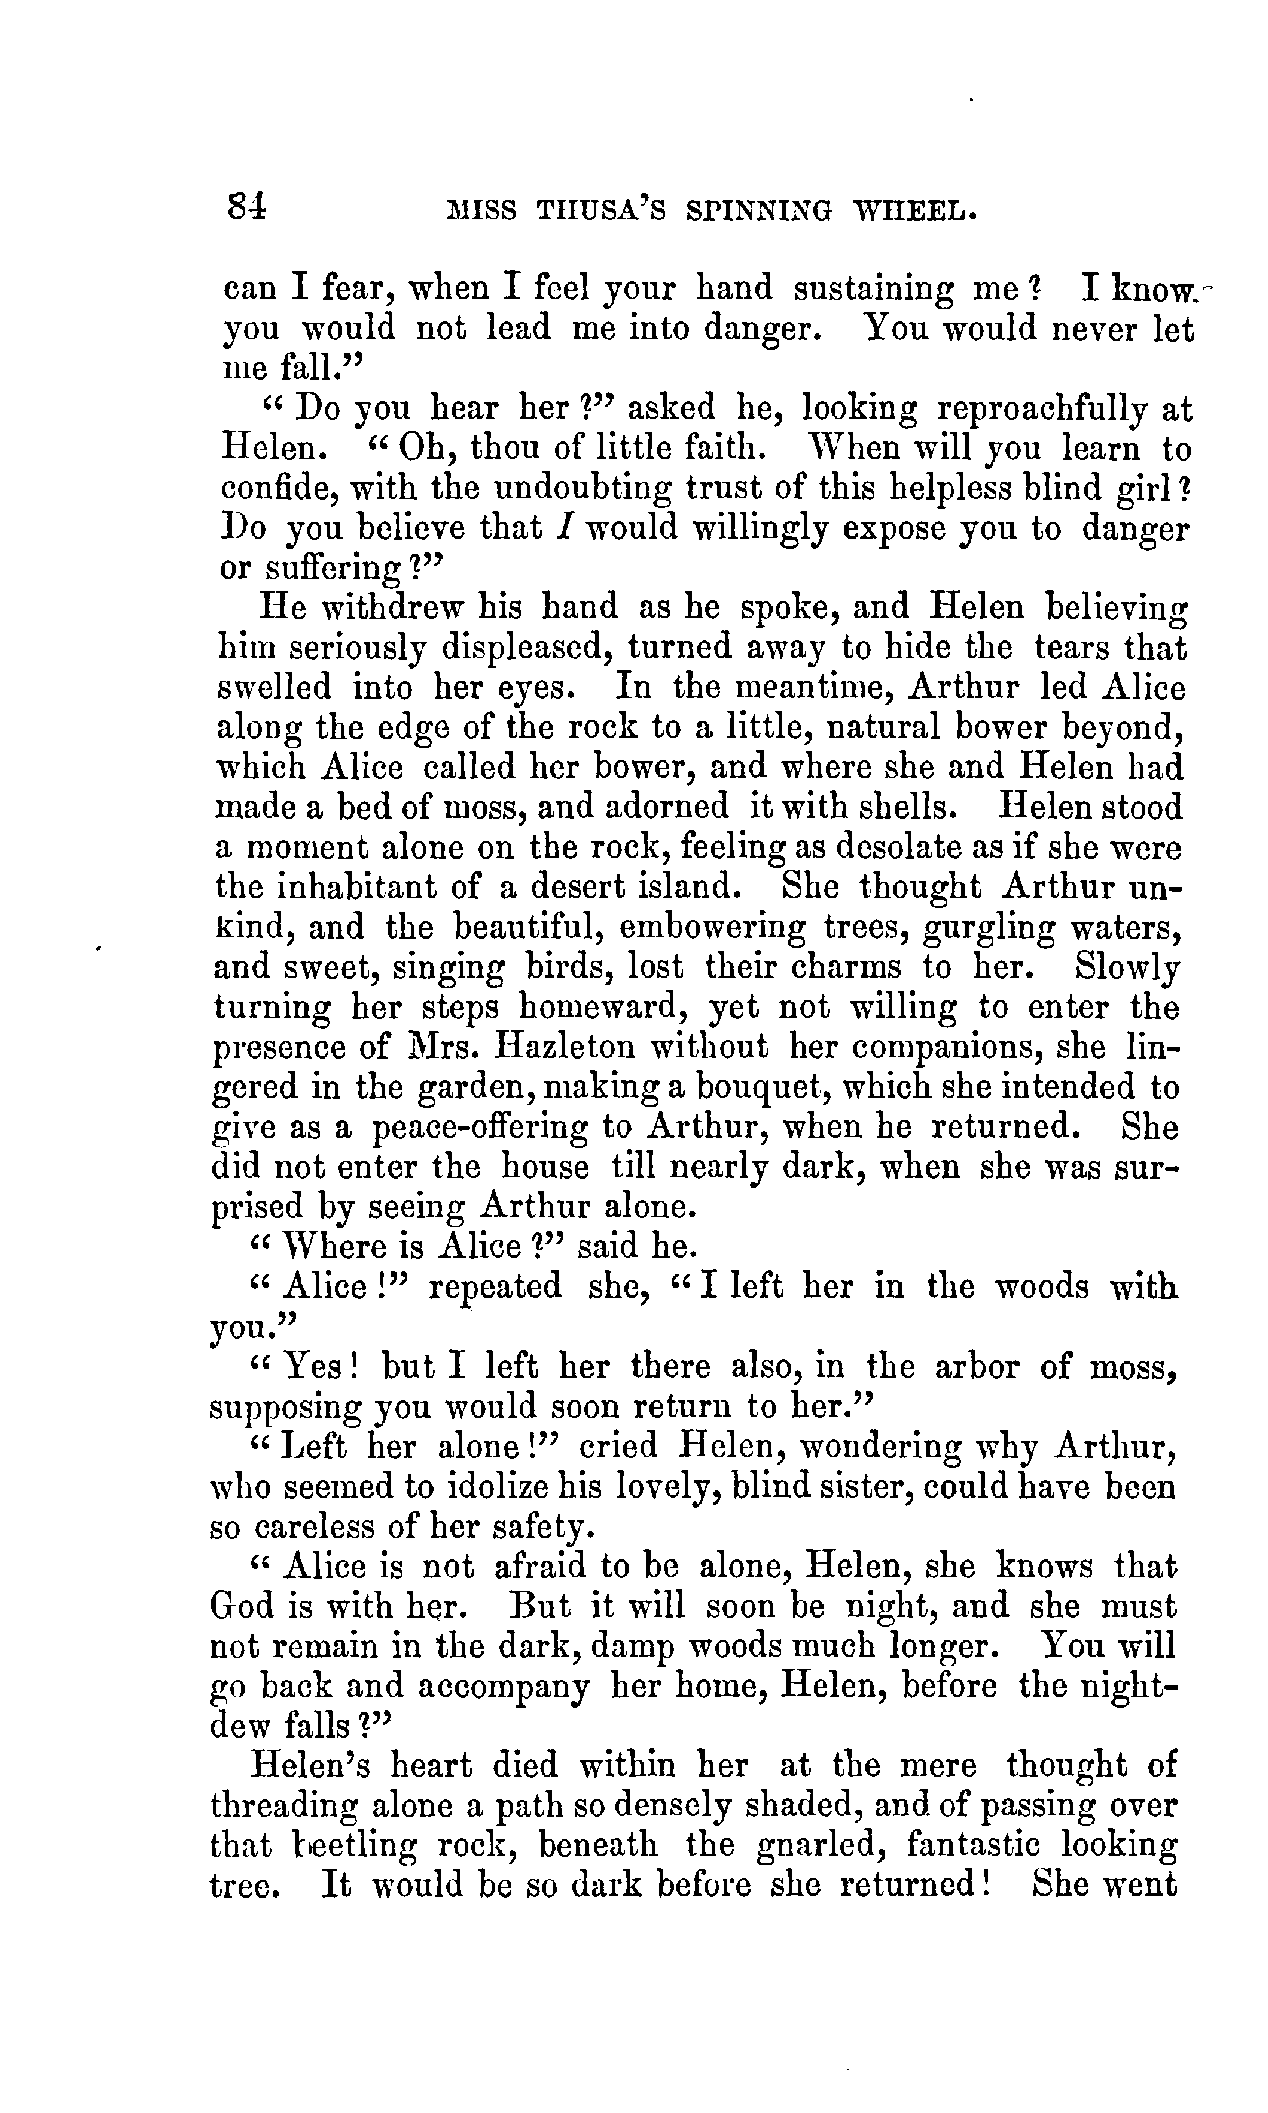 84 MISS THUSA'S SPINNING WHEEL.
can I fear, when I feel your hand sustaining me? I know
you would not lead me into danger. You would never let
me fall."
"Do you hear her?" asked he, looking reproachfully at
Helen. "Oh, thou of little faith. When will you learn to
confide, with the undoubting trust of this helpless blind girl?
Do you believe that I would willingly expose you to danger
or suffering?"
He withdrew his hand as he spoke, and Helen believing
him seriously displeased, turned away to hide the tears that
swelled into her eyes. In the meantime, Arthur led Alice
along the edge of the rock to a little, natural bower beyond,
which Alice called her bower, and where she and Helen had
made a bed of moss, and adorned it with shells. Helen stood
a moment alone on the rock, feeling as desolate as if she were
the inhabitant of a desert island. She thought Arthur un-
kind, and the beautiful, embowering trees, gurgling waters,
and sweet, singing birds, lost their charms to her. Slowly
turning her steps homeward, yet not willing to enter the
presence of Mrs. Hazleton without her companions, she lin-
gered in the garden, making a bouquet, which she intended to
give as a peace-offering to Arthur, when he returned. She
did not enter the house till nearly dark, when she was sur-
prised by seeing Arthur alone.
"Where is Alice?" said he.
"Alice!" repeated she, "I left her in the woods with
you."
"Yes! but I left her there also, in the arbor of moss,
supposing you would soon return to her."
"Left her alone!" cried Helen, wondering why Arthur,
who seemed to idolize his lovely, blind sister, could have been
so careless of her safety.
"Alice is not afraid to be alone, Helen, she knows that
God is with her. But it will soon be night, and she must
not remain in the dark, damp woods much longer. You will
go back and accompany her home, Helen, before the night-
dew falls?"
Helen's heart died within her at the mere thought of
threading alone a path so densely shaded, and of passing over
that beetling rock, beneath the gnarled, fantastic looking
tree. It would be so dark before she returned! She went